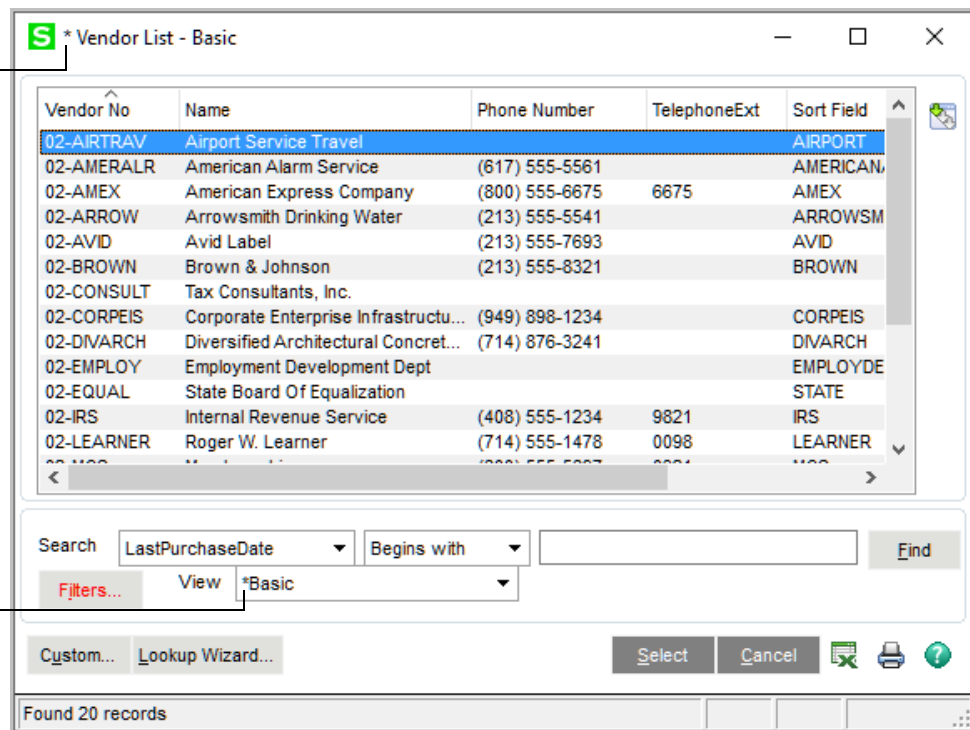 S * Vendor List - Basic
Vendor No Name Phone Number TelephoneExt Sort Field
02-AIRTRAV Airport Service Travel AIRPORT
02-AMERALR American Alarm Service (617) 555-5561 AMERICAN
02-AMEX American Express Company (800) 555-6675 6675 AMEX
02-ARROW Arrowsmith Drinking Water (213) 555-5541 ARROWSM
02-AVID Avid Label (213) 555-7693 AVID
02-BROWN Brown & Johnson (213) 555-8321 BROWN
02-CONSULT Tax Consultants, Inc.
02-CORPEIS Corporate Enterprise Infrastructu... (949) 898-1234 CORPEIS
02-DIVARCH Diversified Architectural Concret... (714) 876-3241 DIVARCH
02-EMPLOY Employment Development Dept EMPLOYDE
02-EQUAL State Board Of Equalization STATE
02-IRS Internal Revenue Service (408) 555-1234 9821 IRS
02-LEARNER Roger W. Learner (714) 555-1478 0098 LEARNER
Search LastPurchaseDate Begins with Find
Filters... View *Basic
Custom... Lookup Wizard... Select Cancel ?
Found 20 records